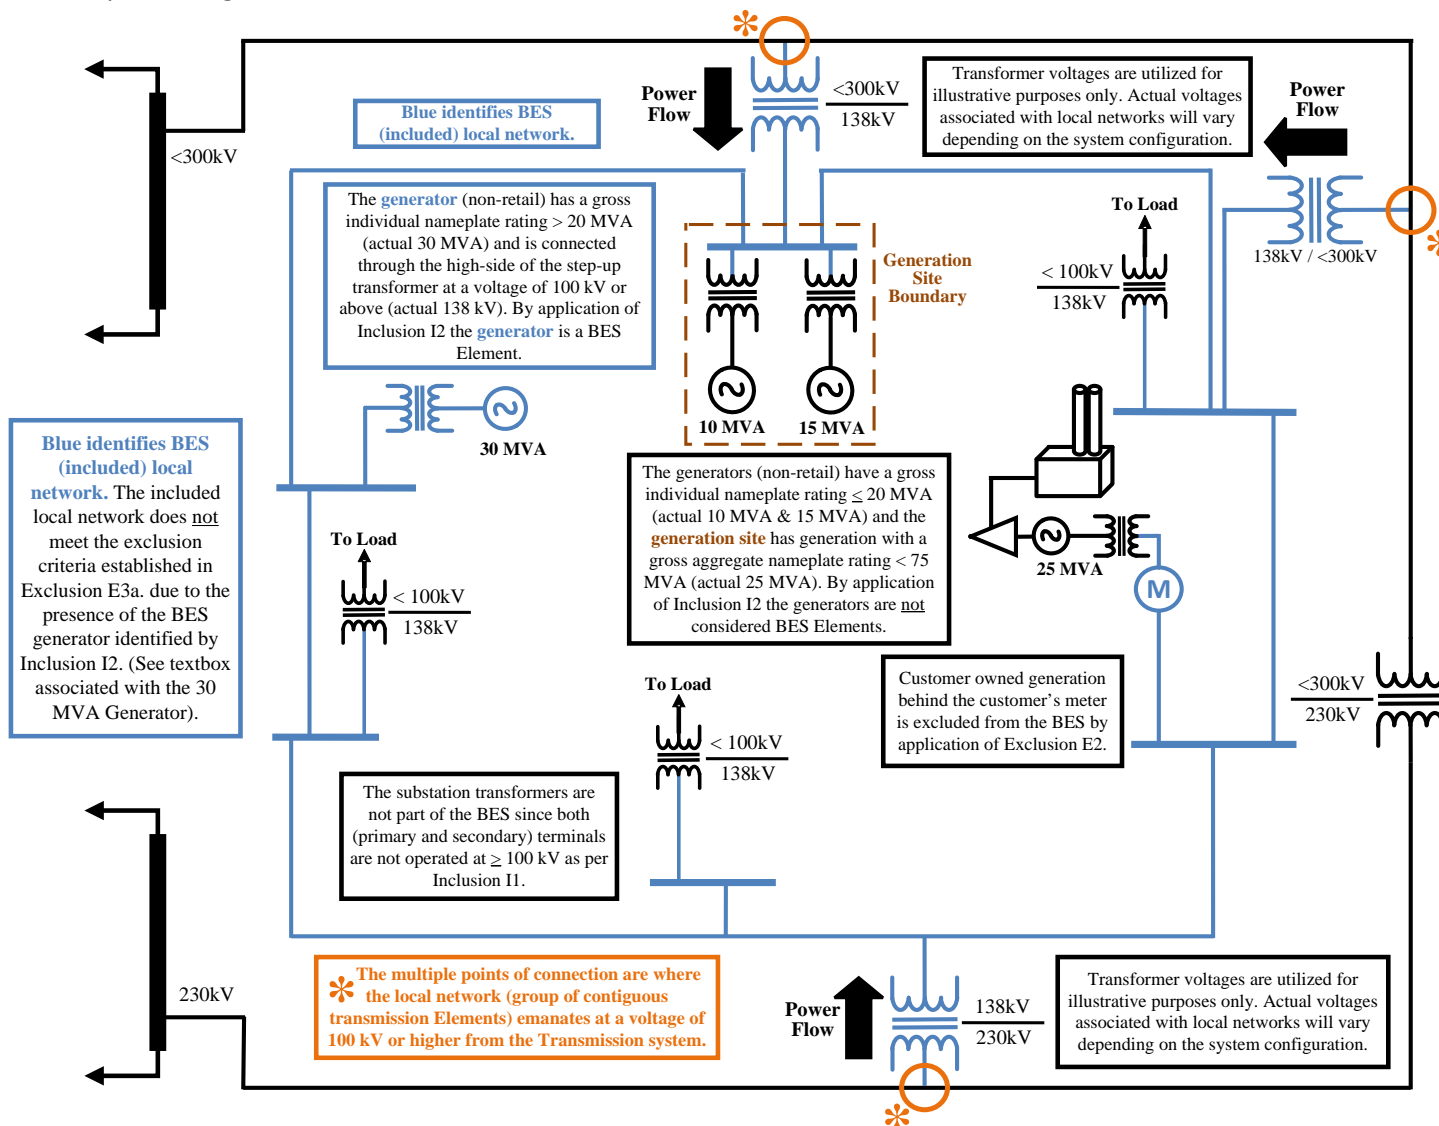 Power
Flow
<300kV
138kV
Transformer voltages are utilized for
illustrative purposes only. Actual voltages
associated with local networks will vary
depending on the system configuration.
Power
Flow
Blue identifies BES
(included) local network.
<300kV
The generator (non-retail) has a gross
individual nameplate rating > 20 MVA
(actual 30 MVA) and is connected
through the high-side of the step-up
transformer at a voltage of 100 kV or
above (actual 138 kV). By application of
Inclusion I2 the generator is a BES
Element.
To Load
< 100kV
138kV
138kV / <300kV
Generation
Site
Boundary
10 MVA
15 MVA
30 MVA
Blue identifies BES
(included) local
network. The included
local network does not
meet the exclusion
criteria established in
Exclusion E3a. due to the
presence of the BES
generator identified by
Inclusion I2. (See textbox
associated with the 30
MVA Generator).
The generators (non-retail) have a gross
individual nameplate rating ≤ 20 MVA
(actual 10 MVA & 15 MVA) and the
generation site has generation with a
gross aggregate nameplate rating < 75
MVA (actual 25 MVA). By application
of Inclusion I2 the generators are not
considered BES Elements.
25 MVA
M
To Load
< 100kV
138kV
To Load
< 100kV
138kV
Customer owned generation
behind the customer's meter
is excluded from the BES by
application of Exclusion E2.
<300kV
230kV
The substation transformers are
not part of the BES since both
(primary and secondary) terminals
are not operated at ≥ 100 kV as per
Inclusion I1.
230kV
* The multiple points of connection are where
the local network (group of contiguous
transmission Elements) emanates at a voltage of
100 kV or higher from the Transmission system.
Power
Flow
138kV
230kV
Transformer voltages are utilized for
illustrative purposes only. Actual voltages
associated with local networks will vary
depending on the system configuration.